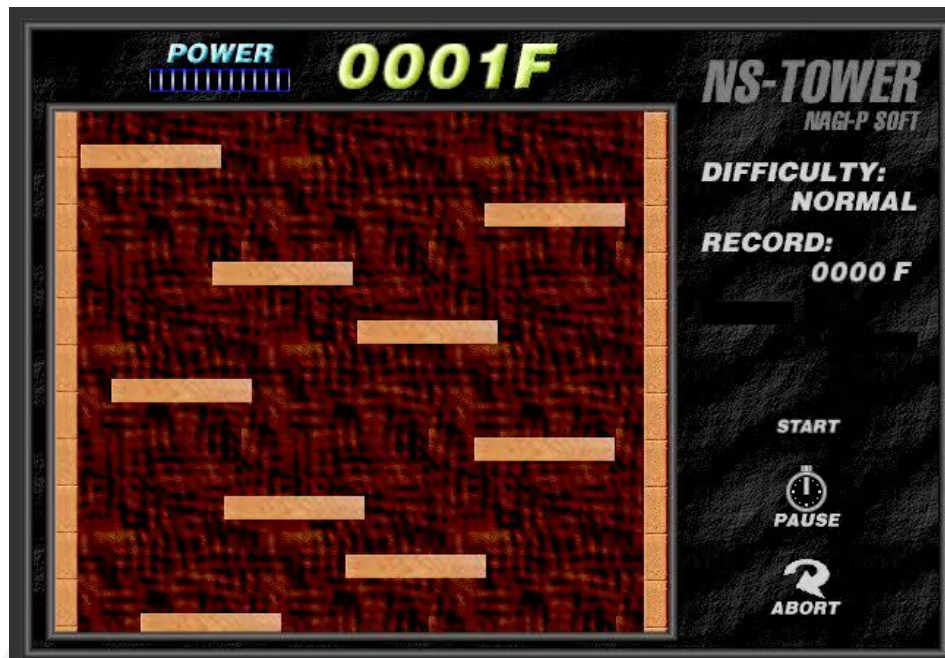 POWER
0001F
NS-TOWER
NAGI-P SOFT
DIFFICULTY:
NORMAL
RECORD:
0000 F
START
PAUSE
ABORT